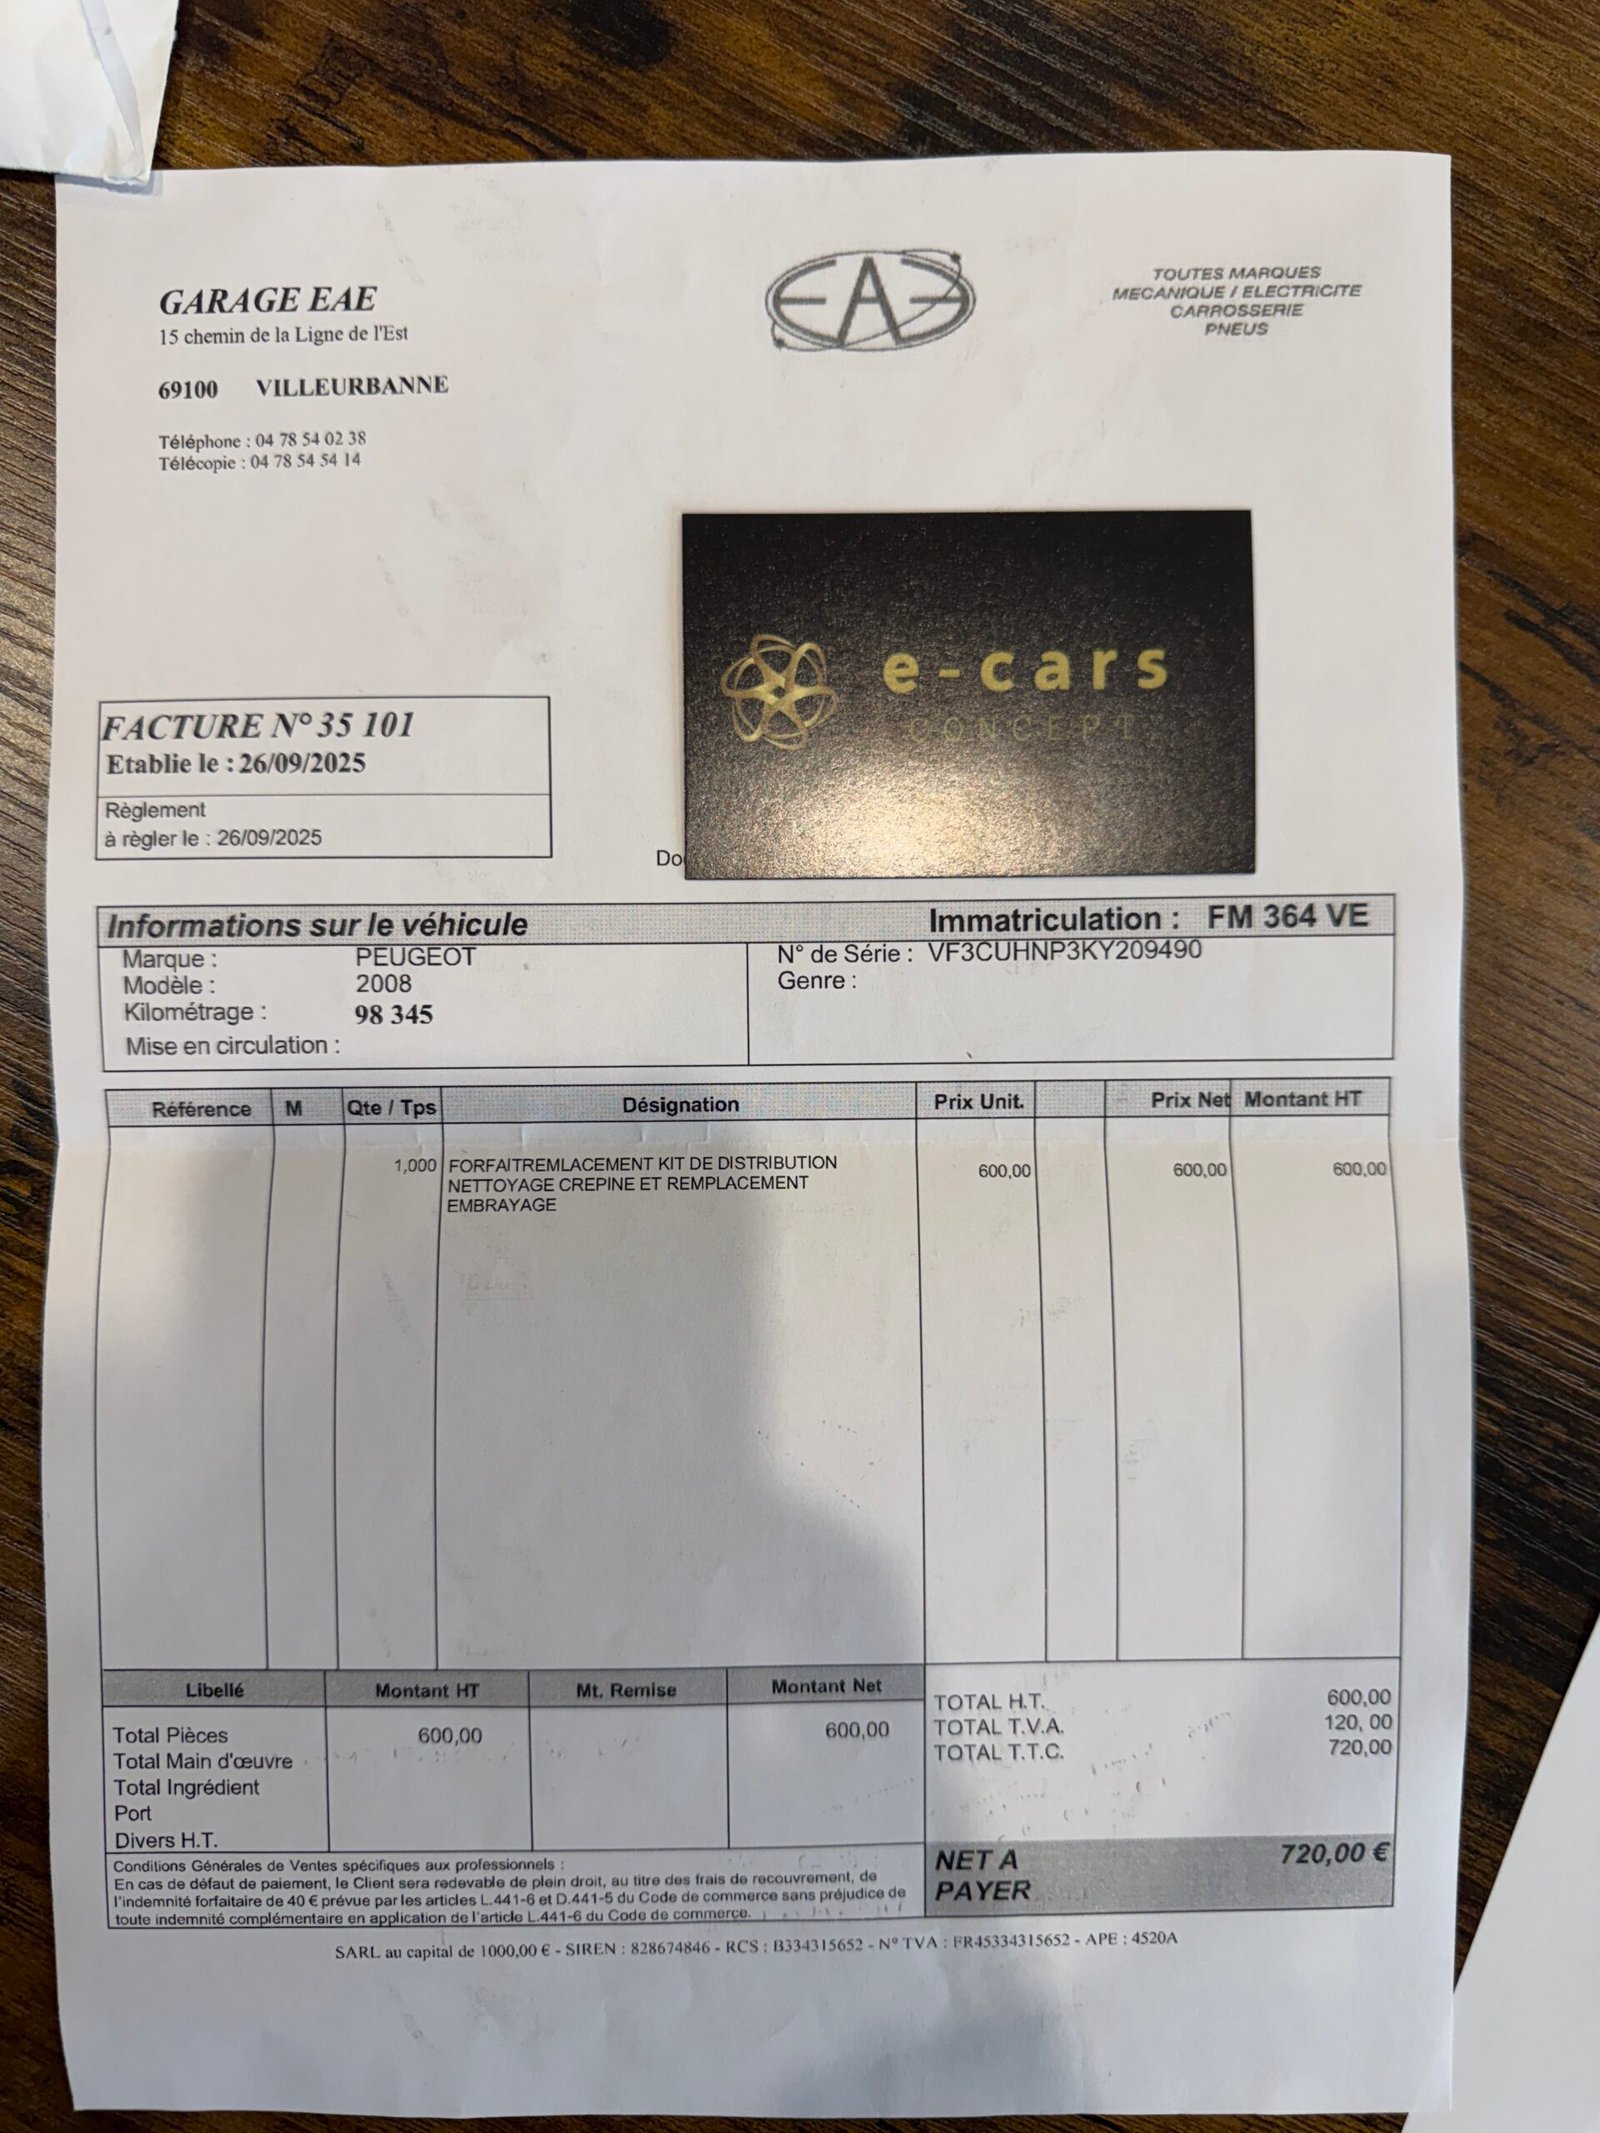 GARAGE EAE
15 chemin de la Ligne de l'Est
69100 VILLEURBANNE
Téléphone : 04 78 54 02 38
Télécopie : 04 78 54 54 14
EAE
TOUTES MARQUES
MECANIQUE / ELECTRICITE
CARROSSERIE
PNEUS
e-cars
CONCEPT
FACTURE N° 35 101
Etablie le : 26/09/2025
Règlement
à règler le : 26/09/2025
Informations sur le véhicule
Immatriculation : FM 364 VE
Marque : PEUGEOT
Modèle : 2008
Kilométrage : 98 345
Mise en circulation :
N° de Série : VF3CUHNP3KY209490
Genre :
Référence M Qte / Tps Désignation Prix Unit. Prix Net Montant HT
1,000 FORFAITREMLACEMENT KIT DE DISTRIBUTION 600,00 600,00 600,00
NETTOYAGE CREPINE ET REMPLACEMENT
EMBRAYAGE
Libellé Montant HT Mt. Remise Montant Net
Total Pièces 600,00 600,00
Total Main d'œuvre
Total Ingrédient
Port
Divers H.T.
TOTAL H.T. 600,00
TOTAL T.V.A. 120, 00
TOTAL T.T.C. 720,00
Conditions Générales de Ventes spécifiques aux professionnels :
En cas de défaut de paiement, le Client sera redevable de plein droit, au titre des frais de recouvrement, de
l'indemnité forfaitaire de 40 € prévue par les articles L.441-6 et D.441-5 du Code de commerce sans préjudice de
toute indemnité complémentaire en application de l'article L.441-6 du Code de commerce.
NET A
PAYER
720,00 €
SARL au capital de 1000,00 € - SIREN : 828674846 - RCS : B334315652 - N° TVA : FR45334315652 - APE : 4520A